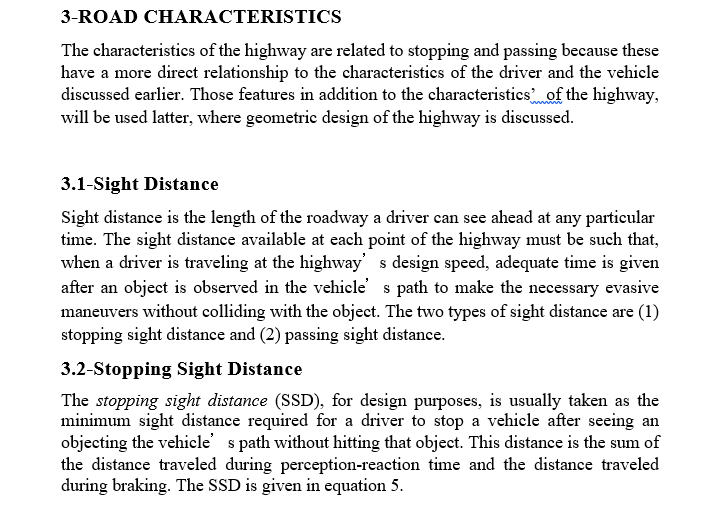 3-ROAD CHARACTERISTICS
The characteristics of the highway are related to stopping and passing because these
have a more direct relationship to the characteristics of the driver and the vehicle
discussed earlier. Those features in addition to the characteristics’ of the highway,
will be used latter, where geometric design of the highway is discussed.
3.1-Sight Distance
Sight distance is the length of the roadway a driver can see ahead at any particular
time. The sight distance available at each point of the highway must be such that,
when a driver is traveling at the highway’ s design speed, adequate time is given
after an object is observed in the vehicle’ s path to make the necessary evasive
maneuvers without colliding with the object. The two types of sight distance are (1)
stopping sight distance and (2) passing sight distance.
3.2-Stopping Sight Distance
The stopping sight distance (SSD), for design purposes, is usually taken as the
minimum sight distance required for a driver to stop a vehicle after seeing an
objecting the vehicle’ s path without hitting that object. This distance is the sum of
the distance traveled during perception-reaction time and the distance traveled
during braking. The SSD is given in equation 5.